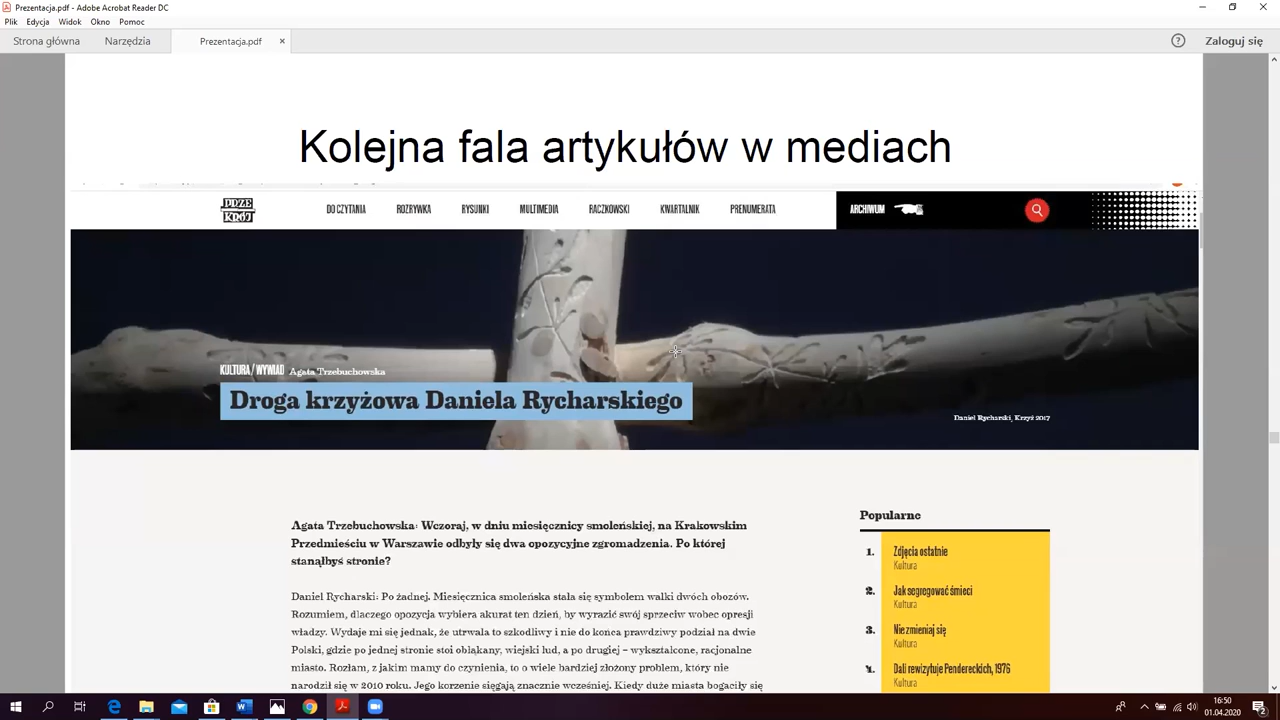 Prezentacja.pdf - Adobe Acrobat Reader DC
Plik Edycja Widok Okno Pomoc
Strona główna Narzędzia Prezentacja.pdf × ? Zaloguj się
Kolejna fala artykułów w mediach
PRZE
KRÓJ
DO CZYTANIA ROZRYWKA RYSUNKI MULTIMEDIA RACZKOWSKI KWARTALNIK PRENUMERATA ARCHIWUM
KULTURA / WYWIAD Agata Trzebuchowska
Droga krzyżowa Daniela Rycharskiego
Daniel Rycharski, Krzyż 2017
Agata Trzebuchowska: Wczoraj, w dniu miesięcznicy smoleńskiej, na Krakowskim
Przedmieściu w Warszawie odbyły się dwa opozycyjne zgromadzenia. Po której
stanąłbyś stronie?
Daniel Rycharski: Po żadnej. Miesięcznica smoleńska stała się symbolem walki dwóch obozów.
Rozumiem, dlaczego opozycja wybiera akurat ten dzień, by wyrazić swój sprzeciw wobec opresji
władzy. Wydaje mi się jednak, że utrwala to szkodliwy i nie do końca prawdziwy podział na dwie
Polski, gdzie po jednej stronie stoi obłąkany, wiejski lud, a po drugiej – wykształcone, racjonalne
miasto. Rozłam, z jakim mamy do czynienia, to o wiele bardziej złożony problem, który nie
narodził się w 2010 roku. Jego korzenie sięgają znacznie wcześniej. Kiedy duże miasta bogaciły się
Popularne
1. Zdjęcia ostatnie
Kultura
2. Jak segregować śmieci
Kultura
3. Nie zmieniaj się
Kultura
4. Dali rewizytuje Pendereckich, 1976
Kultura
16:50
01.04.2020
2